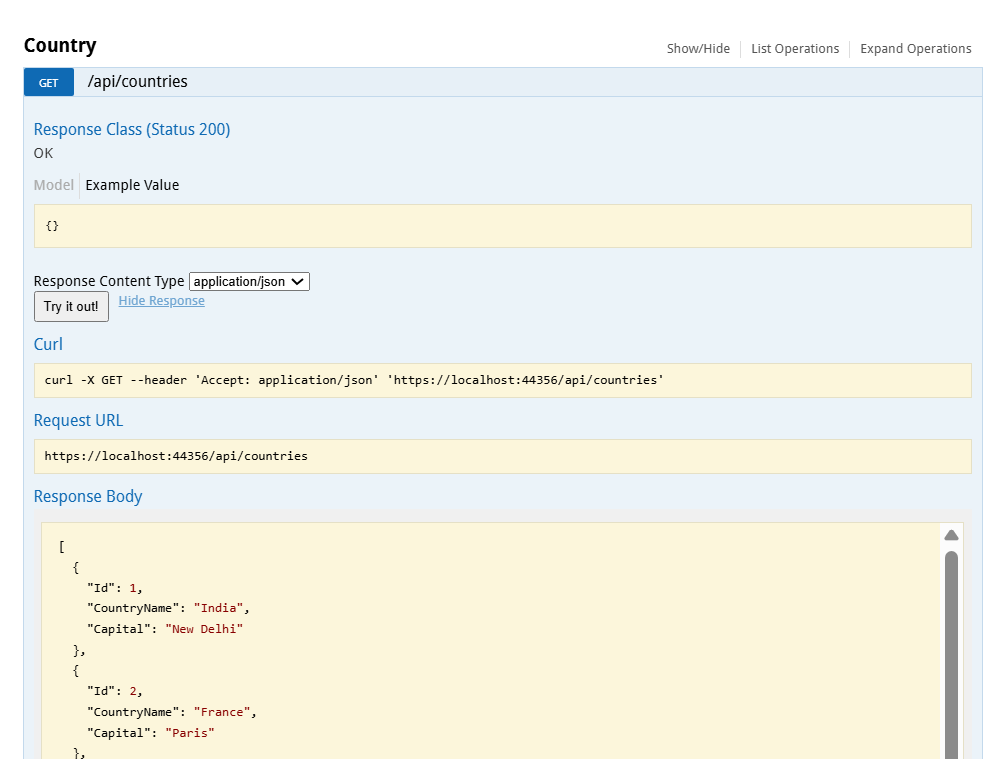 Country
Show/Hide List Operations Expand Operations
GET /api/countries
Response Class (Status 200)
OK
Model Example Value
{}
Response Content Type application/json
Try it out! Hide Response
Curl
curl -X GET --header 'Accept: application/json' 'https://localhost:44356/api/countries'
Request URL
https://localhost:44356/api/countries
Response Body
[
  {
    "Id": 1,
    "CountryName": "India",
    "Capital": "New Delhi"
  },
  {
    "Id": 2,
    "CountryName": "France",
    "Capital": "Paris"
  },